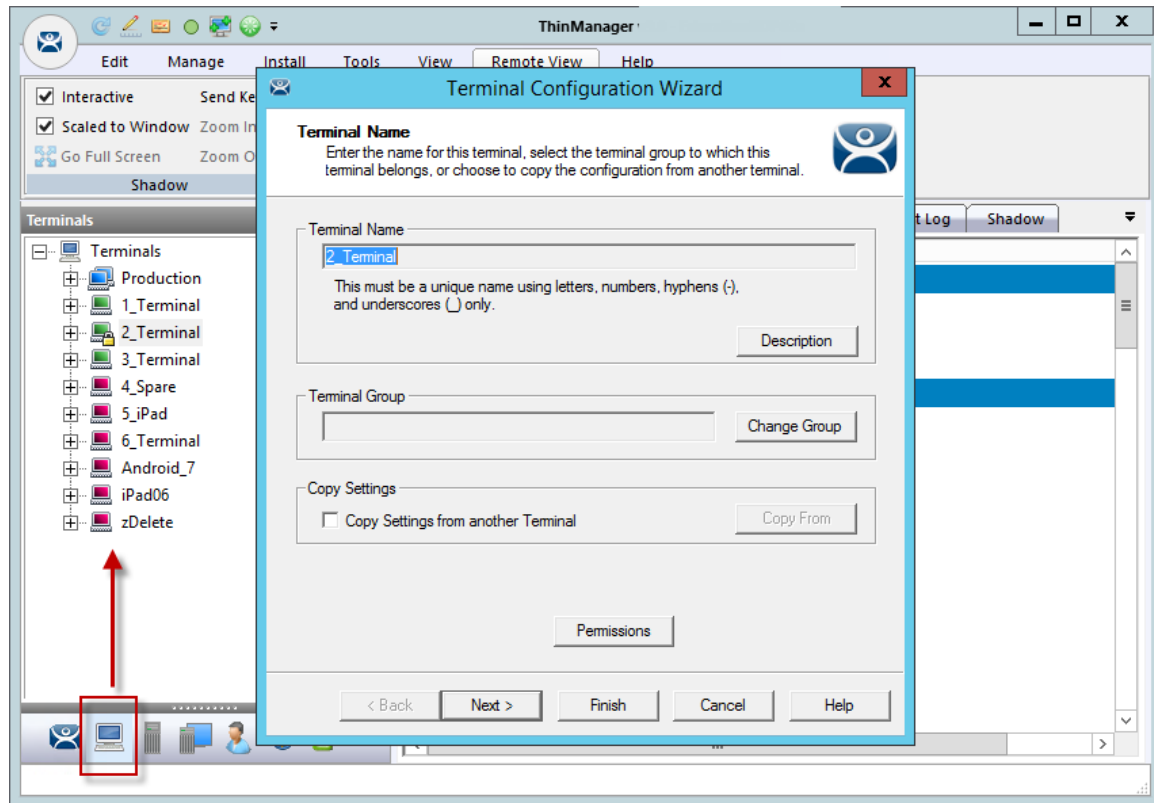 ThinManager
Edit Manage Install Tools View Remote View Help
Interactive Send Ke
Scaled to Window Zoom In
Go Full Screen Zoom O
Shadow
Terminal Configuration Wizard
X
X
Terminal Name
Enter the name for this terminal, select the terminal group to which this
terminal belongs, or choose to copy the configuration from another terminal.
Terminals
t Log Shadow
Terminals
Production
1_Terminal
2_Terminal
3_Terminal
4_Spare
5_iPad
6_Terminal
Android_7
iPad06
zDelete
Terminal Name
2_Terminal
This must be a unique name using letters, numbers, hyphens (-),
and underscores (_) only.
Description
Terminal Group
Change Group
Copy Settings
Copy Settings from another Terminal
Copy From
Permissions
< Back Next > Finish Cancel Help